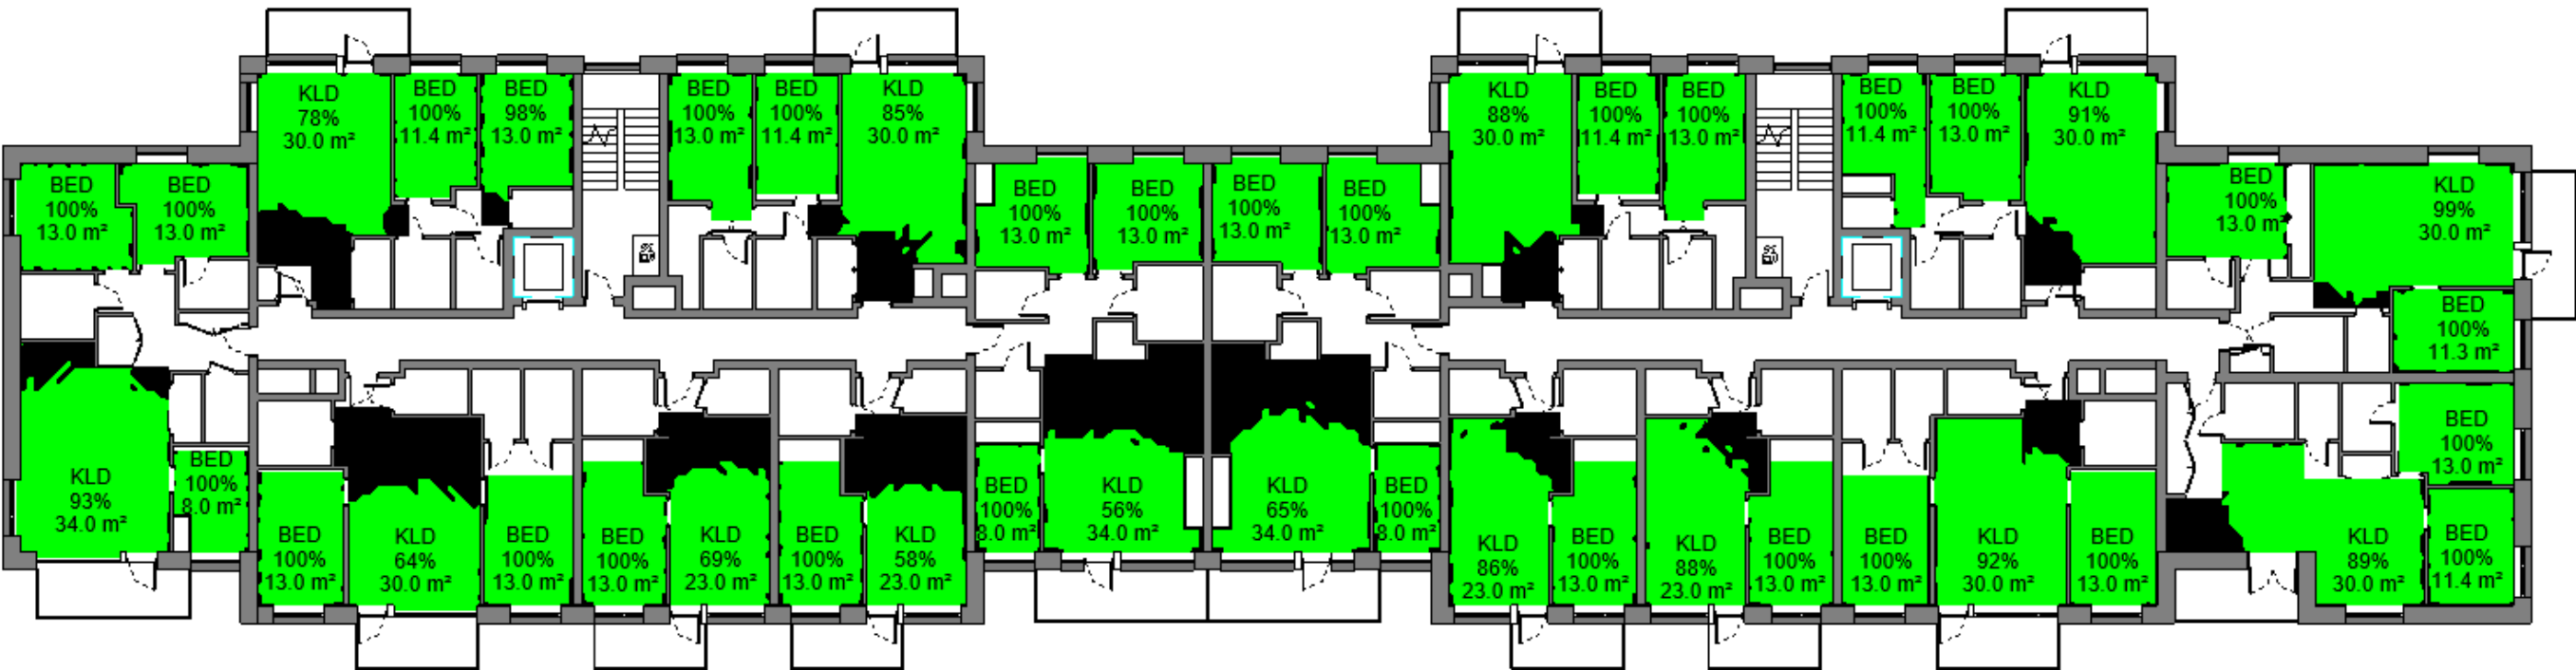 KLD
78%
30.0 m²
BED
100%
11.4 m²
BED
98%
13.0 m²
BED
100%
13.0 m²
BED
100%
11.4 m²
KLD
85%
30.0 m²
KLD
88%
30.0 m²
BED
100%
11.4 m²
BED
100%
13.0 m²
BED
100%
11.4 m²
BED
100%
13.0 m²
KLD
91%
30.0 m²
BED
100%
13.0 m²
BED
100%
13.0 m²
BED
100%
13.0 m²
BED
100%
13.0 m²
BED
100%
13.0 m²
BED
100%
13.0 m²
BED
100%
13.0 m²
KLD
99%
30.0 m²
BED
100%
11.3 m²
KLD
93%
34.0 m²
BED
100%
8.0 m²
BED
100%
13.0 m²
KLD
64%
30.0 m²
BED
100%
13.0 m²
BED
100%
13.0 m²
KLD
69%
23.0 m²
BED
100%
13.0 m²
KLD
58%
23.0 m²
BED
100%
8.0 m²
KLD
56%
34.0 m²
KLD
65%
34.0 m²
BED
100%
8.0 m²
KLD
86%
23.0 m²
BED
100%
13.0 m²
KLD
88%
23.0 m²
BED
100%
13.0 m²
BED
100%
13.0 m²
KLD
92%
30.0 m²
BED
100%
13.0 m²
BED
100%
13.0 m²
KLD
89%
30.0 m²
BED
100%
11.4 m²